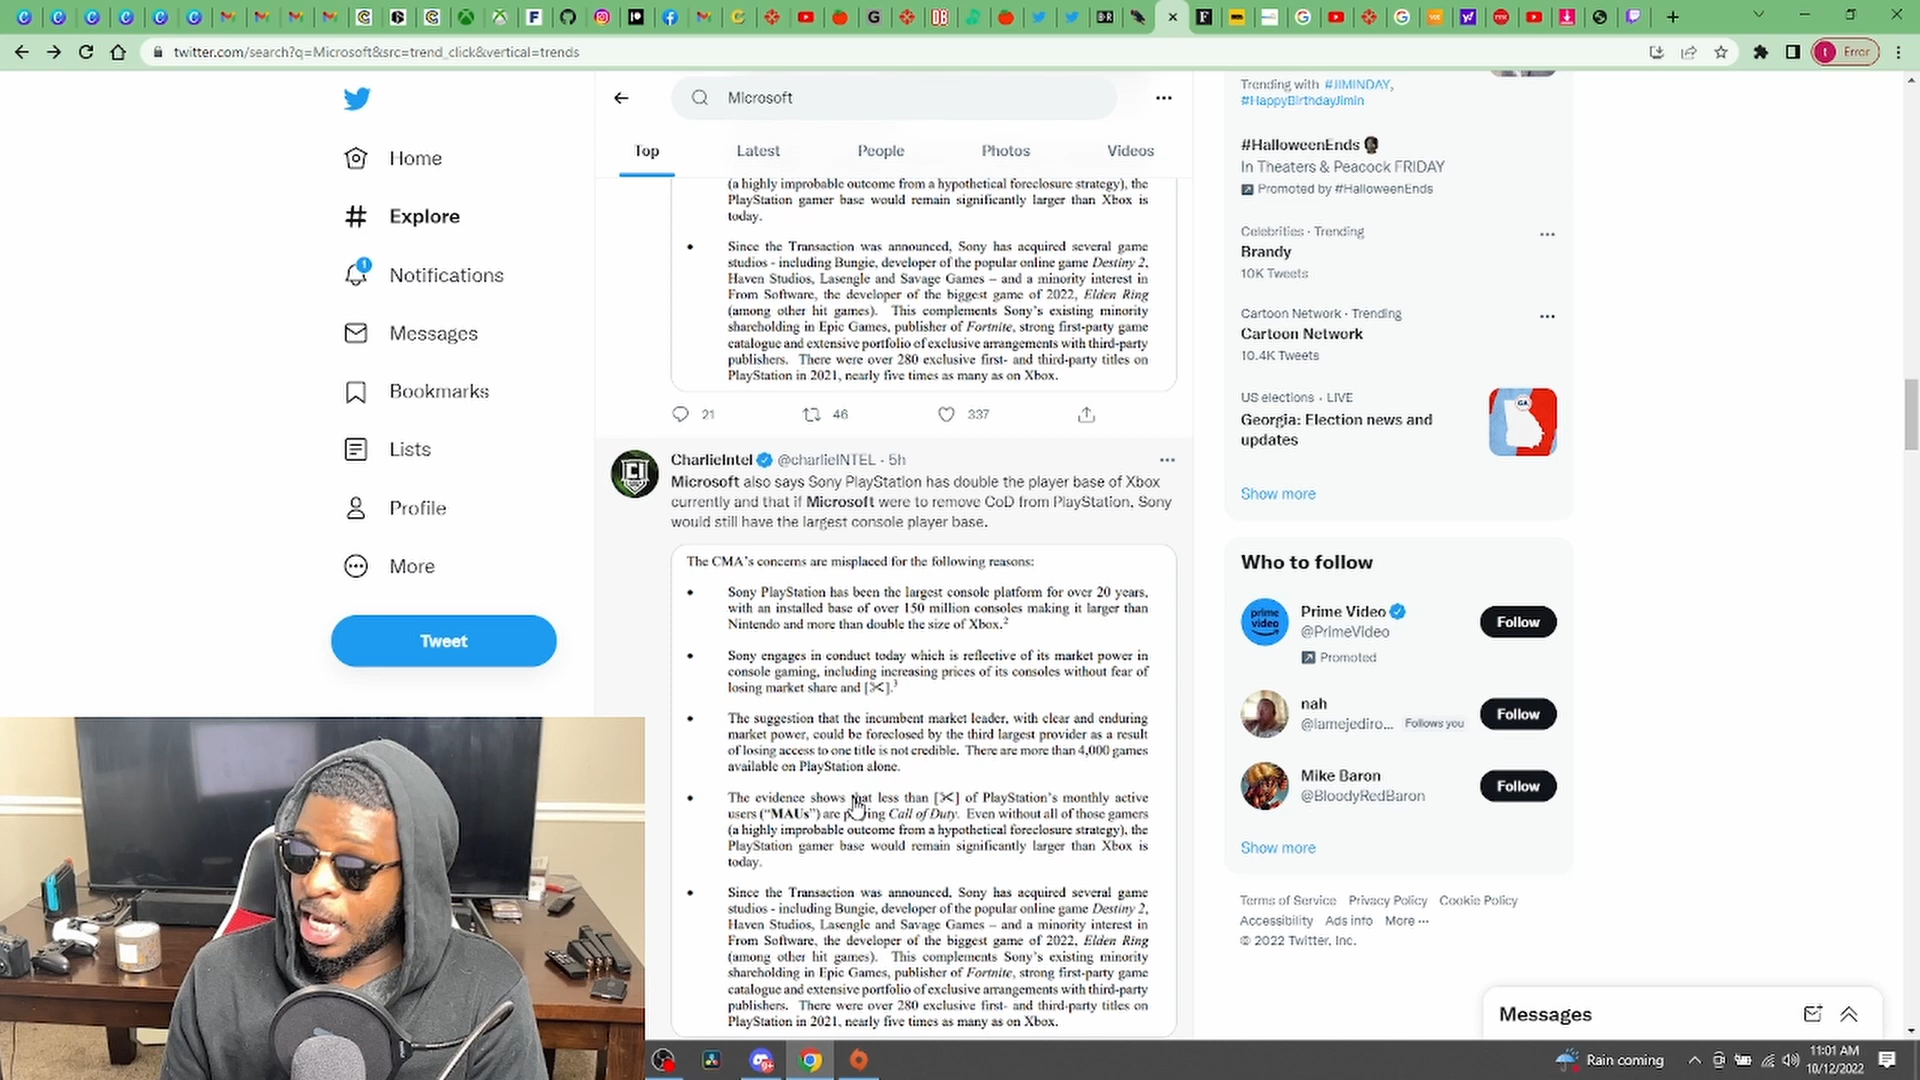 twitter.com/search?q=Microsoft&src=trend_click&vertical=trends
Error
Home
Explore
1
Notifications
Messages
Bookmarks
Lists
Profile
More
Tweet
Microsoft
Top
Latest
People
Photos
Videos
(a highly improbable outcome from a hypothetical foreclosure strategy), the
PlayStation gamer base would remain significantly larger than Xbox is
today.
• Since the Transaction was announced, Sony has acquired several game
studios - including Bungie, developer of the popular online game Destiny 2,
Haven Studios, Lasengle and Savage Games – and a minority interest in
From Software, the developer of the biggest game of 2022, Elden Ring
(among other hit games). This complements Sony's existing minority
shareholding in Epic Games, publisher of Fortnite, strong first-party game
catalogue and extensive portfolio of exclusive arrangements with third-party
publishers. There were over 280 exclusive first- and third-party titles on
PlayStation in 2021, nearly five times as many as on Xbox.
21
46
337
CharlieIntel @charlieINTEL · 5h
Microsoft also says Sony PlayStation has double the player base of Xbox
currently and that if Microsoft were to remove CoD from PlayStation, Sony
would still have the largest console player base.
The CMA's concerns are misplaced for the following reasons:
• Sony PlayStation has been the largest console platform for over 20 years,
with an installed base of over 150 million consoles making it larger than
Nintendo and more than double the size of Xbox.2
• Sony engages in conduct today which is reflective of its market power in
console gaming, including increasing prices of its consoles without fear of
losing market share and [✂].3
• The suggestion that the incumbent market leader, with clear and enduring
market power, could be foreclosed by the third largest provider as a result
of losing access to one title is not credible. There are more than 4,000 games
available on PlayStation alone.
• The evidence shows that less than [✂] of PlayStation's monthly active
users ("MAUs") are playing Call of Duty. Even without all of those gamers
(a highly improbable outcome from a hypothetical foreclosure strategy), the
PlayStation gamer base would remain significantly larger than Xbox is
today.
• Since the Transaction was announced, Sony has acquired several game
studios - including Bungie, developer of the popular online game Destiny 2,
Haven Studios, Lasengle and Savage Games – and a minority interest in
From Software, the developer of the biggest game of 2022, Elden Ring
(among other hit games). This complements Sony's existing minority
shareholding in Epic Games, publisher of Fortnite, strong first-party game
catalogue and extensive portfolio of exclusive arrangements with third-party
publishers. There were over 280 exclusive first- and third-party titles on
PlayStation in 2021, nearly five times as many as on Xbox.
Trending with #JIMINDAY,
#HappyBirthdayJimin
#HalloweenEnds
In Theaters & Peacock FRIDAY
Promoted by #HalloweenEnds
Celebrities · Trending
Brandy
10K Tweets
Cartoon Network · Trending
Cartoon Network
10.4K Tweets
US elections · LIVE
Georgia: Election news and
updates
GA
Show more
Who to follow
prime
video
Prime Video
@PrimeVideo
Promoted
Follow
nah
@lamejediro... Follows you
Follow
Mike Baron
@BloodyRedBaron
Follow
Show more
Terms of Service Privacy Policy Cookie Policy
Accessibility Ads info More ···
© 2022 Twitter, Inc.
Messages
Rain coming
11:01 AM
10/12/2022